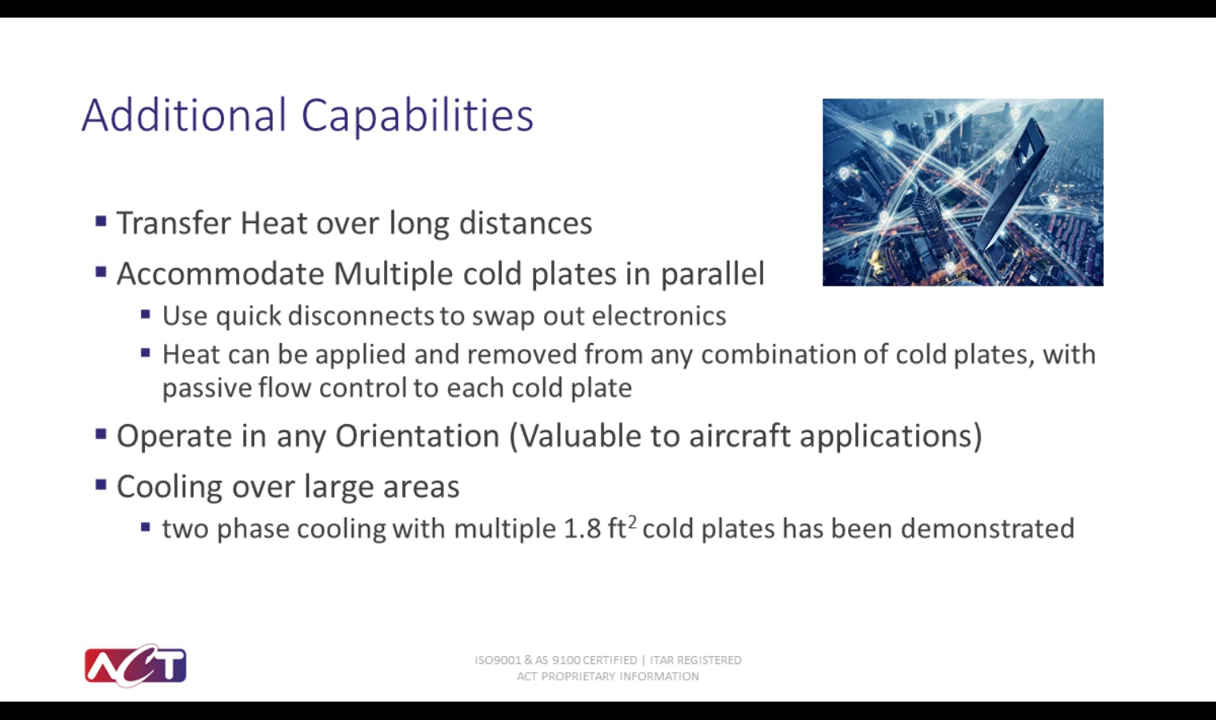 Additional Capabilities
Transfer Heat over long distances
Accommodate Multiple cold plates in parallel
Use quick disconnects to swap out electronics
Heat can be applied and removed from any combination of cold plates, with
passive flow control to each cold plate
Operate in any Orientation (Valuable to aircraft applications)
Cooling over large areas
two phase cooling with multiple 1.8 ft² cold plates has been demonstrated
ACT
ISO9001 & AS 9100 CERTIFIED | ITAR REGISTERED
ACT PROPRIETARY INFORMATION